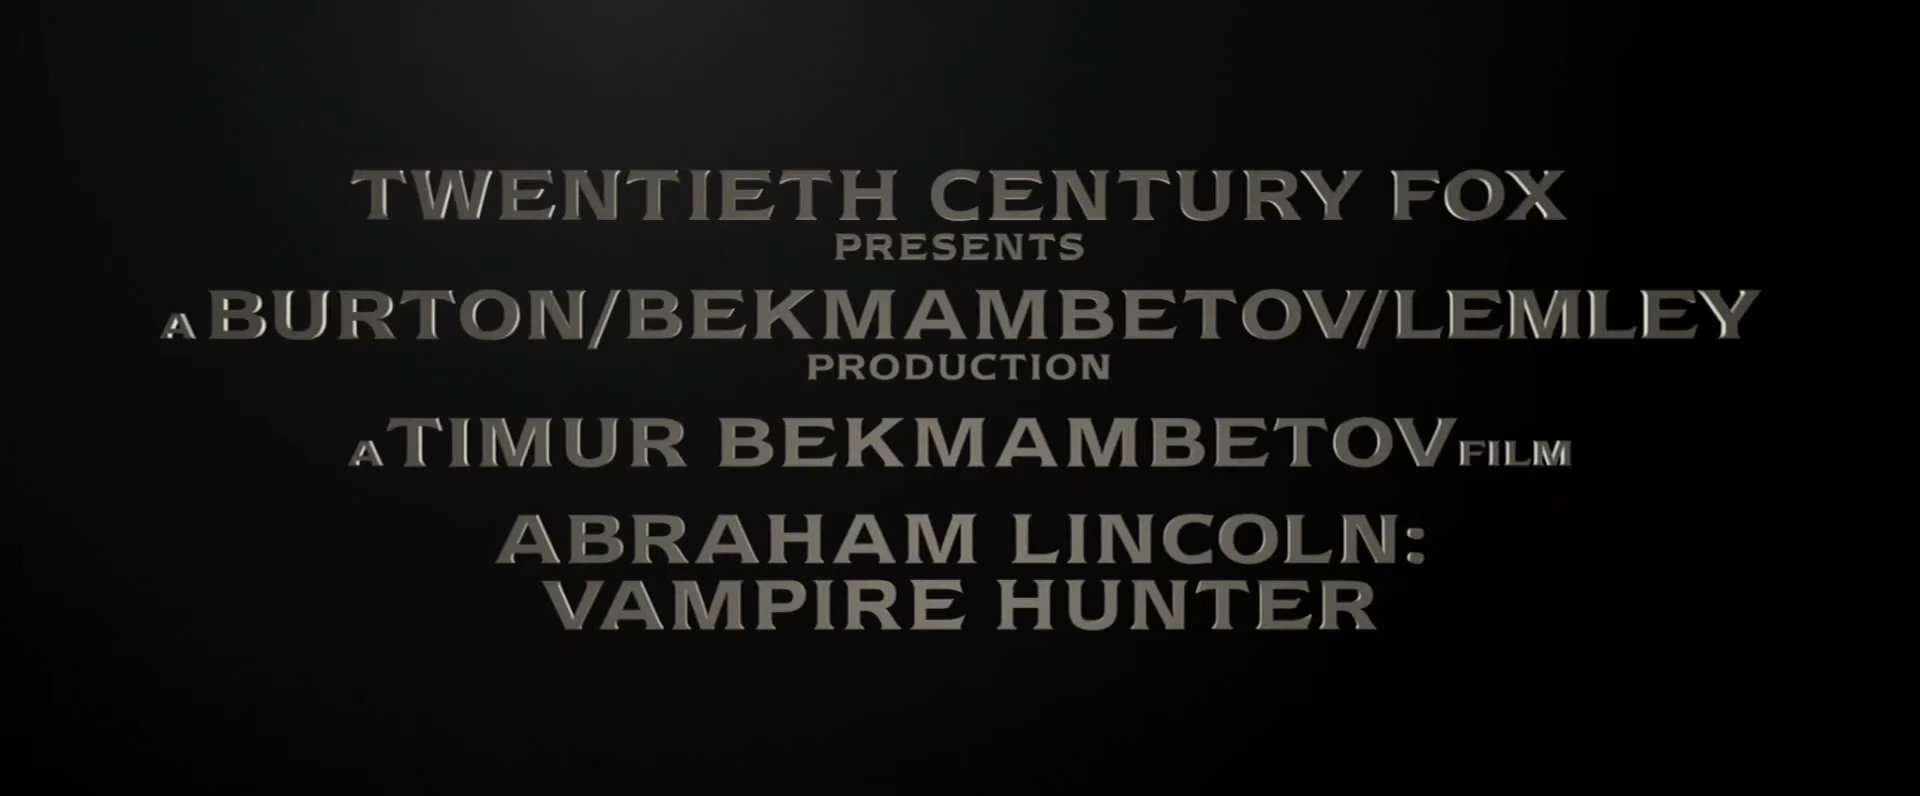 TWENTIETH CENTURY FOX
PRESENTS
A BURTON/BEKMAMBETOV/LEMLEY
PRODUCTION
A TIMUR BEKMAMBETOV FILM
ABRAHAM LINCOLN:
VAMPIRE HUNTER